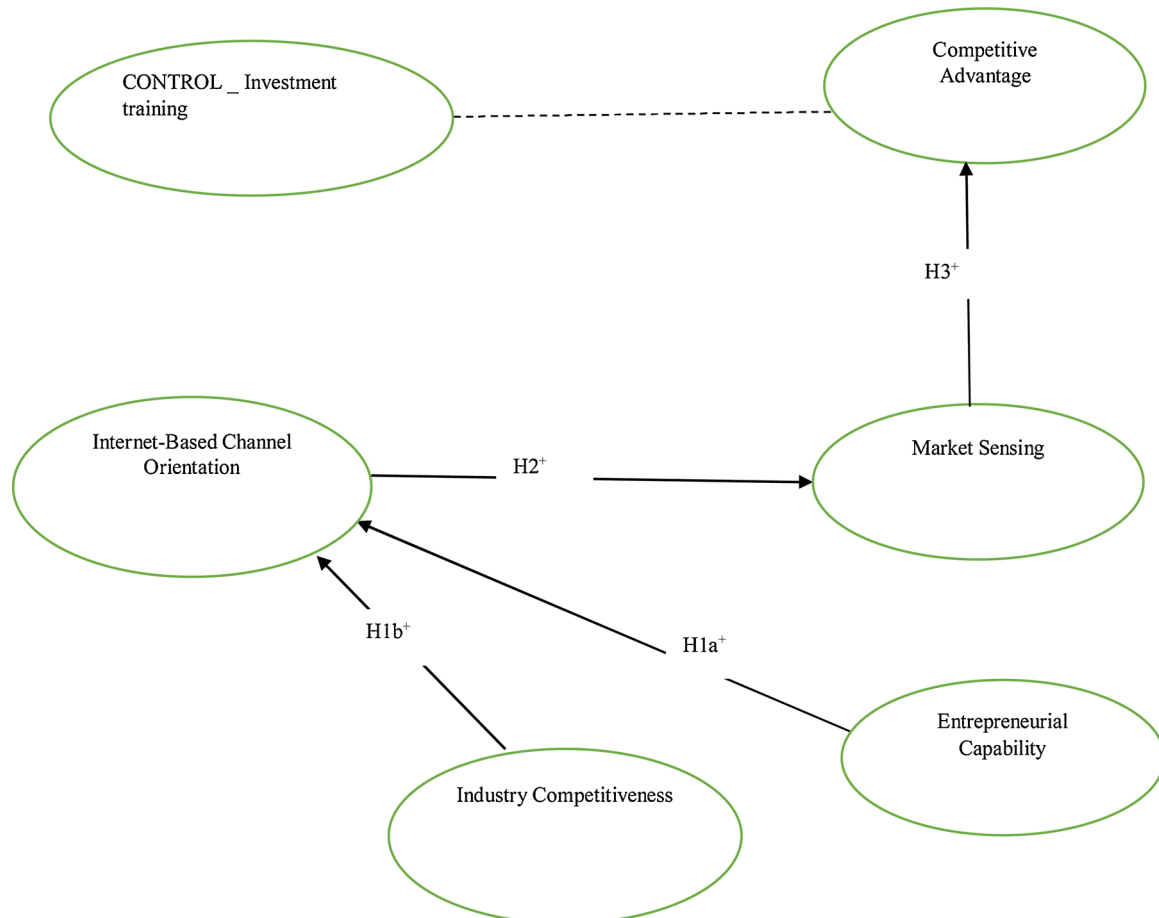 CONTROL _ Investment
training
Competitive
Advantage
H3⁺
Internet-Based Channel
Orientation
H2⁺
Market Sensing
H1b⁺
H1a⁺
Entrepreneurial
Capability
Industry Competitiveness